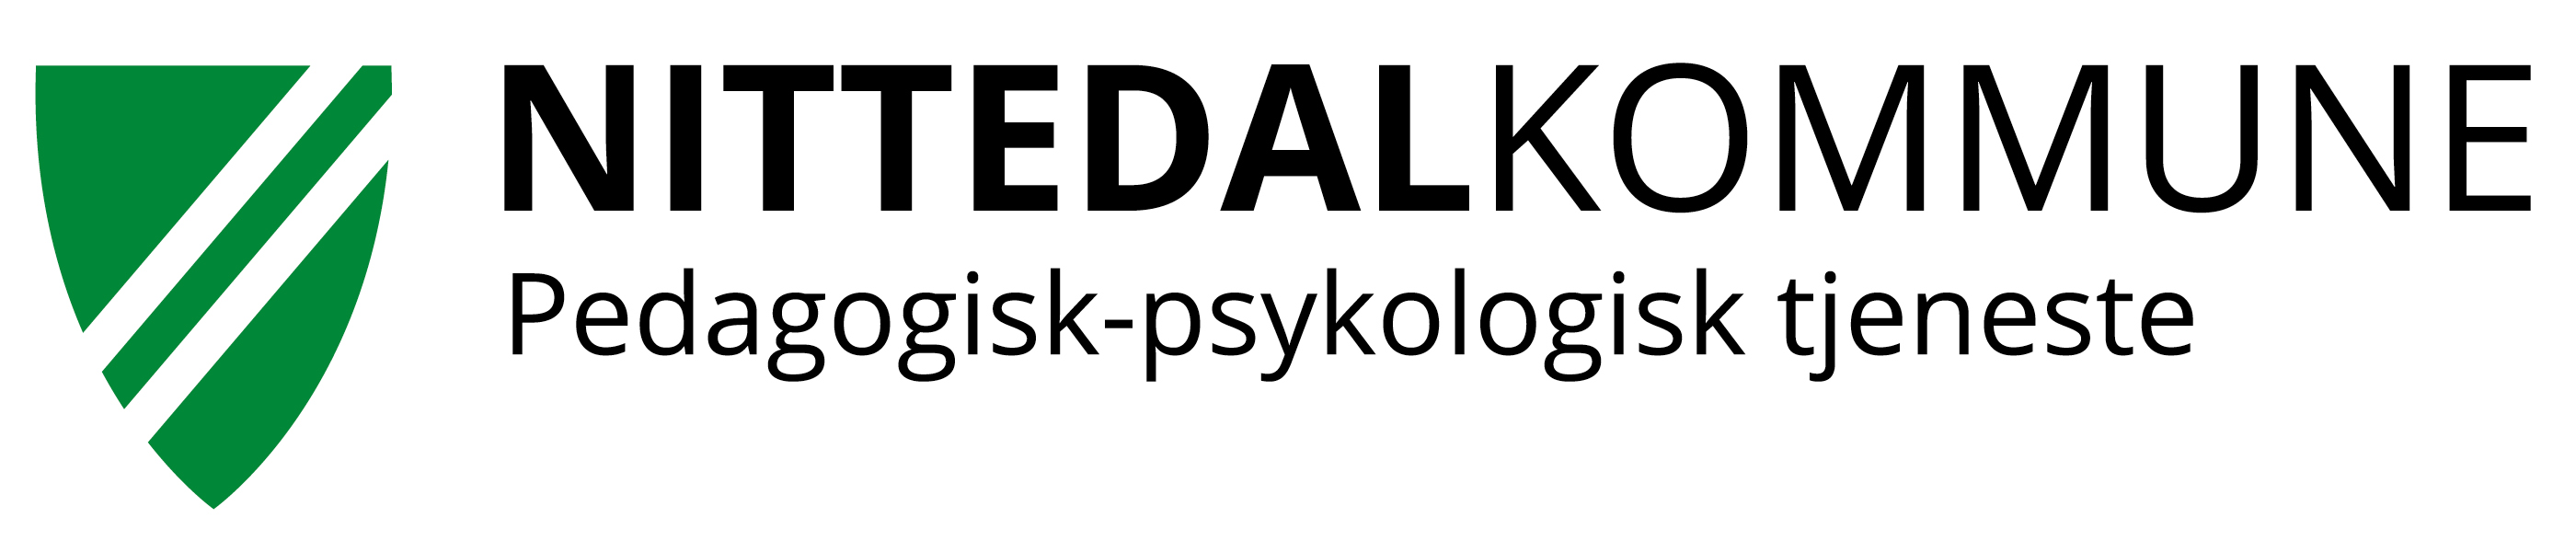 NITTEDALKOMMUNE
Pedagogisk-psykologisk tjeneste